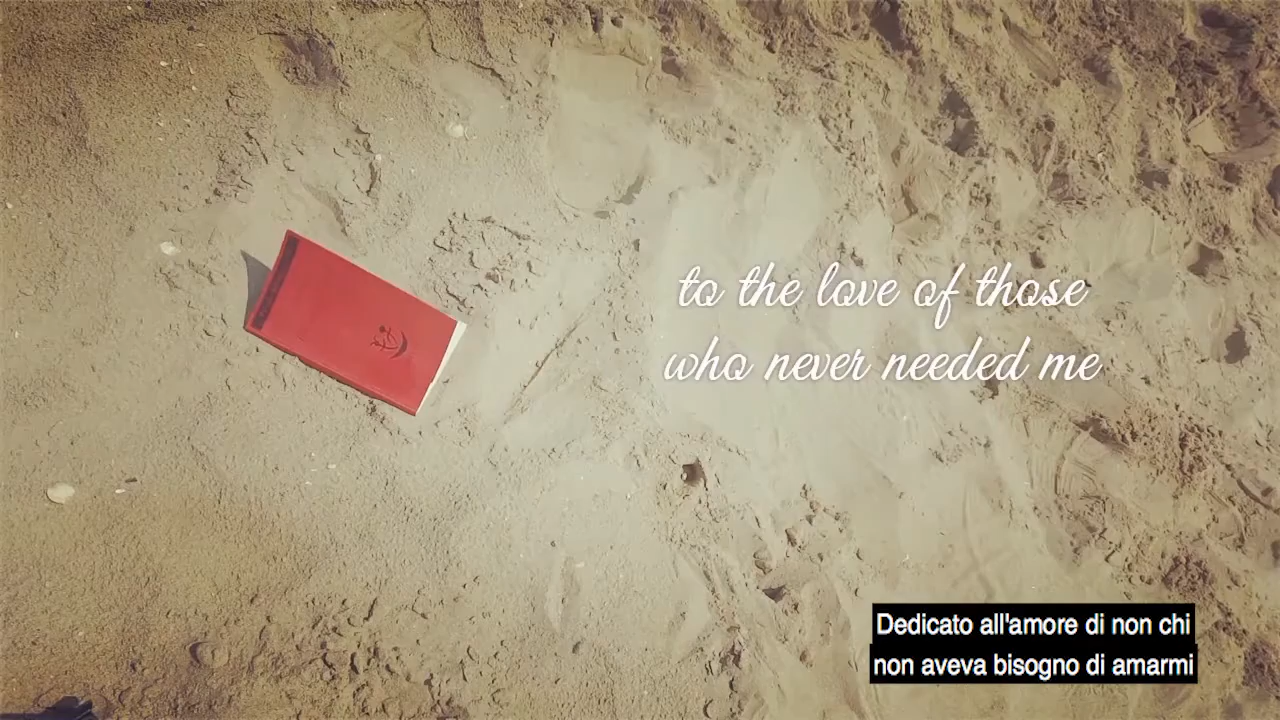 to the love of those
who never needed me
Dedicato all'amore di non chi
non aveva bisogno di amarmi